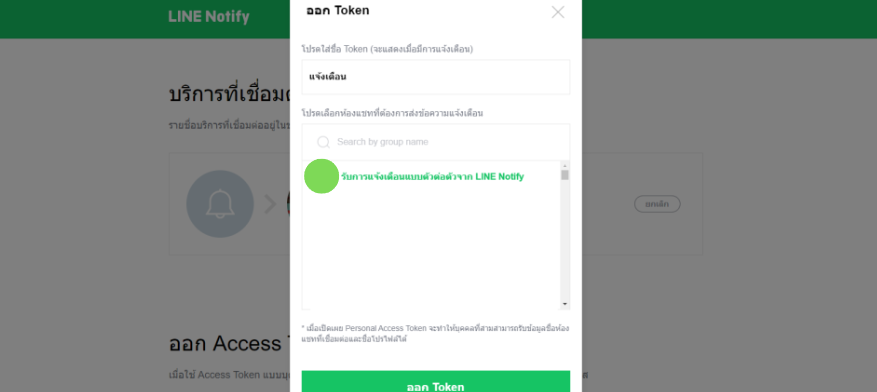 LINE Notify
ออก Token
โปรดใส่ชื่อ Token (จะแสดงเมื่อมีการแจ้งเตือน)
แจ้งเตือน
บริการที่เชื่อม
โปรดเลือกห้องแชทที่ต้องการส่งข้อความแจ้งเตือน
รายชื่อบริการที่เชื่อมต่ออยู่ใน
Search by group name
รับการแจ้งเตือนแบบตัวต่อตัวจาก LINE Notify
ยกเลิก
* เมื่อเปิดเผย Personal Access Token จะทำให้บุคคลที่สามสามารถรับข้อมูลชื่อห้อง
แชทที่เชื่อมต่อและชื่อโปรไฟล์ได้
ออก Access
เมื่อใช้ Access Token แบบ
ออก Token